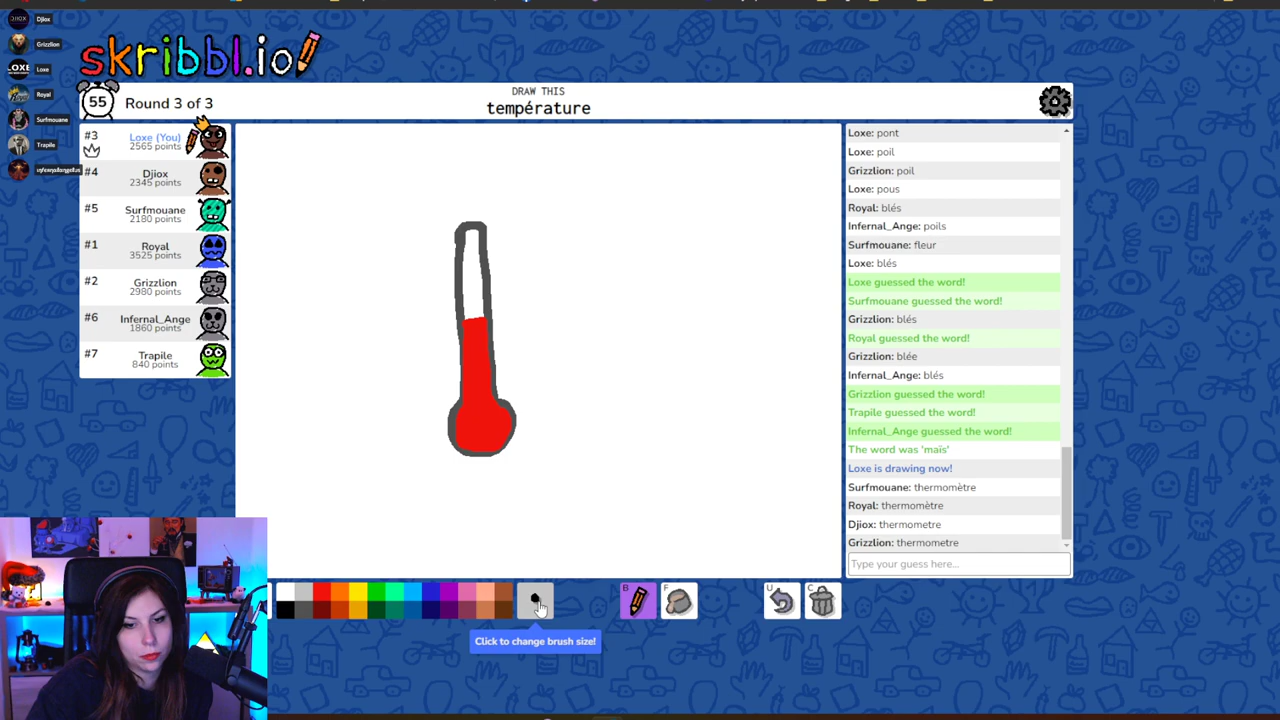 DJIOX Djiox
Grizzlion
LOXE Loxe
Royal
Surfmouane
Trapile
skribbl.io
55 Round 3 of 3
DRAW THIS
température
#3 Loxe (You)
2565 points
#4 Djiox
2345 points
#5 Surfmouane
2180 points
#1 Royal
3525 points
#2 Grizzlion
2980 points
#6 Infernal_Ange
1860 points
#7 Trapile
840 points
Loxe: pont
Loxe: poil
Grizzlion: poil
Loxe: pous
Royal: blés
Infernal_Ange: poils
Surfmouane: fleur
Loxe: blés
Loxe guessed the word!
Surfmouane guessed the word!
Grizzlion: blés
Royal guessed the word!
Grizzlion: blée
Infernal_Ange: blés
Grizzlion guessed the word!
Trapile guessed the word!
Infernal_Ange guessed the word!
The word was 'maïs'
Loxe is drawing now!
Surfmouane: thermomètre
Royal: thermomètre
Djiox: thermometre
Grizzlion: thermometre
Type your guess here...
B F U C
Click to change brush size!